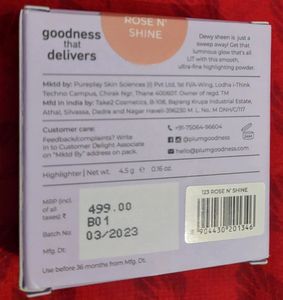 goodness
that
delivers
ROSE N'
SHINE
Dewy sheen is just a
sweep away! Get that
luminous glow that's all
LIT with this smooth,
ultra-fine highlighting powder.
Mktd by: Pureplay Skin Sciences (I) Pvt Ltd, 1st FVA-Wing, Lodha i-Think
Techno Campus, Chirak Ngr. Thane 400607. Owner of regd. TM
Mfd in India by: Take2 Cosmetics, B-108, Bajrang Krupa Industrial Estate,
Athal, Silvassa, Dadra and Nagar Haveli-396230 M. L. No. DNH/C/117
Customer care:
Feedback/complaints? Write
in to Customer Delight Associate
on "Mktd By" address on pack.
+91-75064-96604
@plumgoodness
hello@plumgoodness.com
Highlighter | Net wt. 4.5 g e 0.16 oz.
MRP (incl.
of all
taxes): ₹
499.00
Batch No
B01
Mfg. Dt.
03/2023
Use before 36 months from Mfg. Dt.
123 ROSE N' SHINE
8 904430 201346